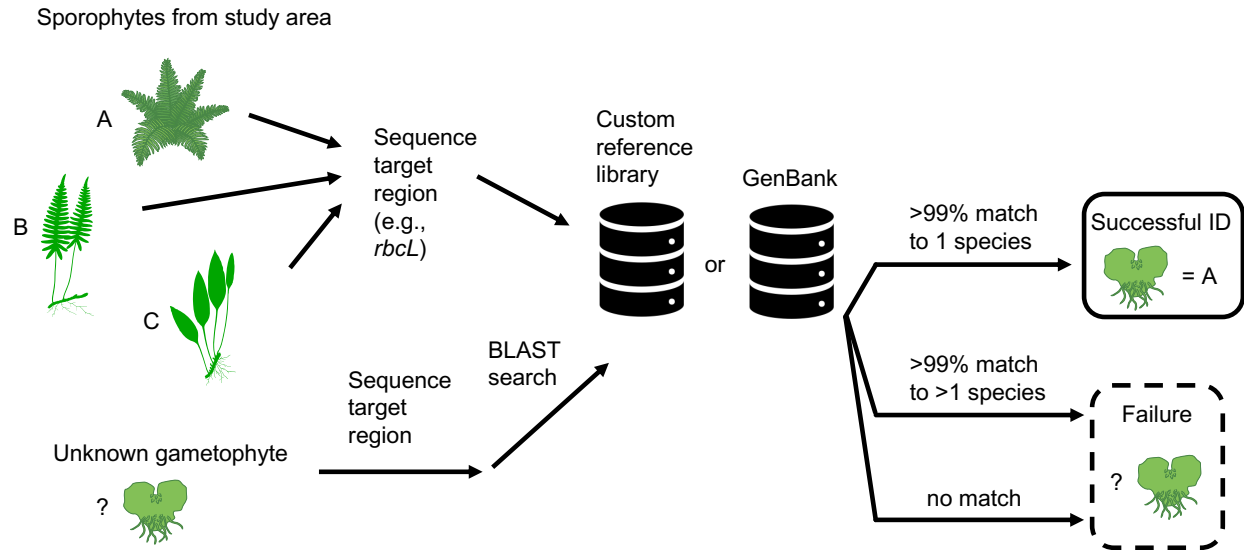 Sporophytes from study area
A
B
C
Sequence
target
region
(e.g.,
rbcL)
Custom
reference
library
or
GenBank
Unknown gametophyte
?
Sequence
target
region
BLAST
search
>99% match
to 1 species
Successful ID
= A
>99% match
to >1 species
no match
Failure
?